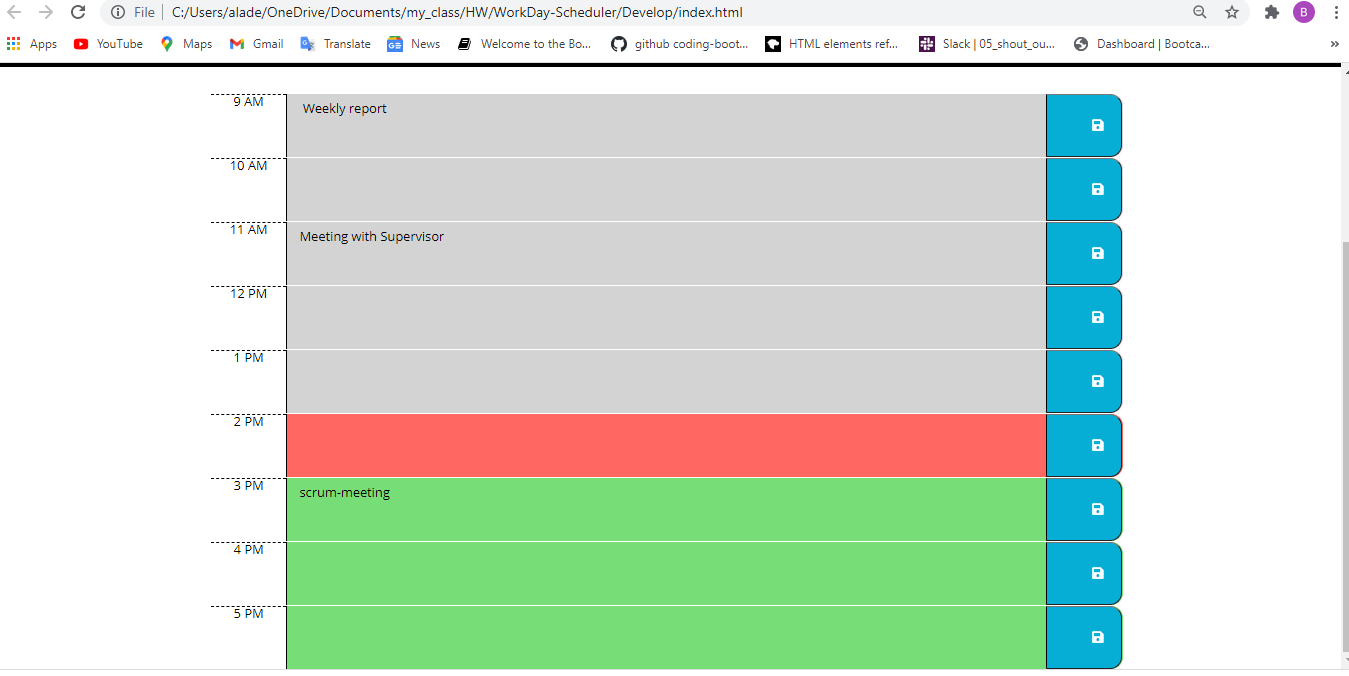 File C:/Users/alade/OneDrive/Documents/my_class/HW/WorkDay-Scheduler/Develop/index.html B
Apps YouTube Maps Gmail Translate News Welcome to the Bo... github coding-boot... HTML elements ref... Slack | 05_shout_ou... Dashboard | Bootca... »
9 AM Weekly report
10 AM
11 AM Meeting with Supervisor
12 PM
1 PM
2 PM
3 PM scrum-meeting
4 PM
5 PM